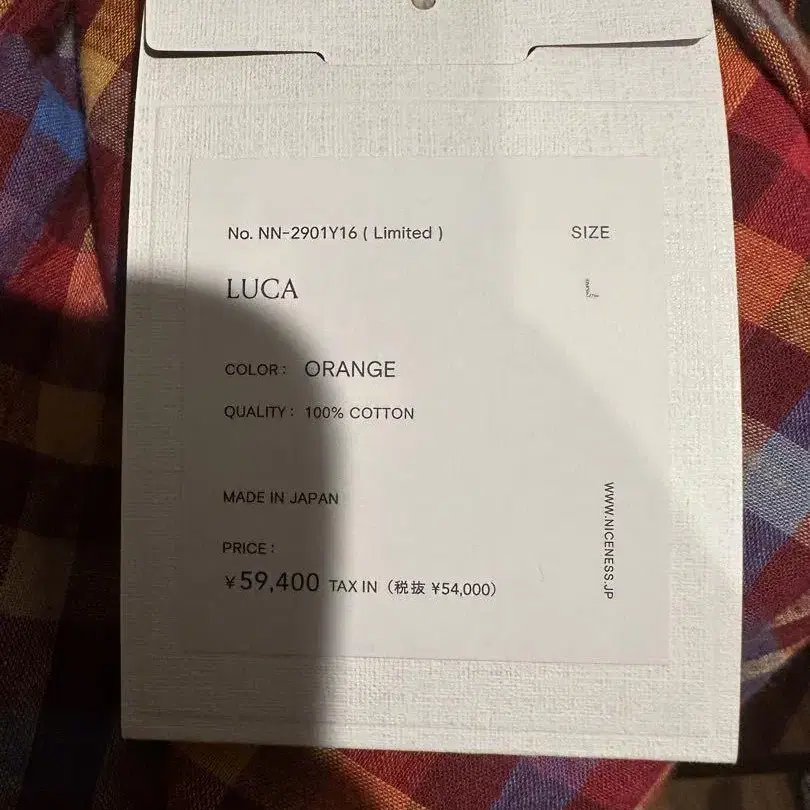 No. NN-2901Y16 ( Limited )
SIZE
LUCA
COLOR : ORANGE
QUALITY : 100% COTTON
MADE IN JAPAN
PRICE :
¥59,400 TAX IN (税抜 ¥54,000)
WWW.NICENESS.JP